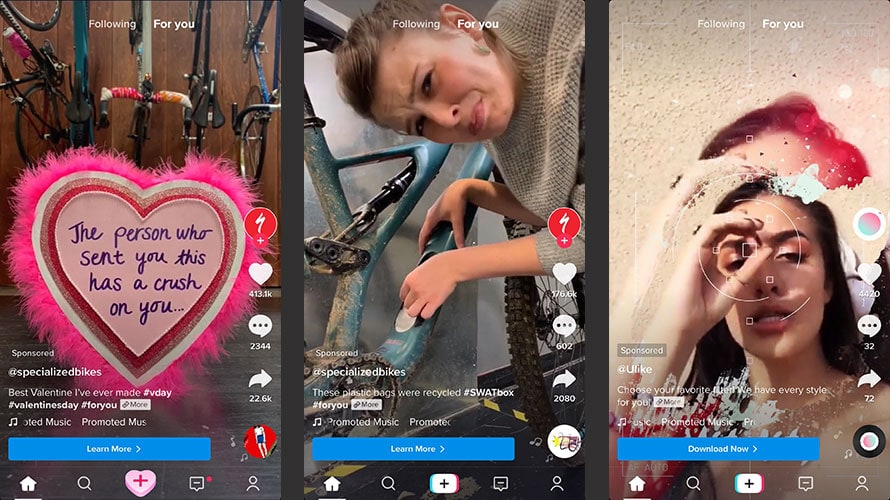 Following For you
The person who
sent you this
has a crush
on you...
413.1k
2344
Sponsored
@specializedbikes
22.6k
Best Valentine I've ever made #vday
#valentinesday #foryou More
oted Music Promoted Mus
Learn More >
Following For you
176.6k
602
Sponsored
@specializedbikes
2080
These plastic bags were recycled #SWATbox
#foryou More
Promoted Music Promotec
Learn More >
Following For you
4420
32
Sponsored
@Ulike
72
Choose your favorite We have every style
for you! More
usic Promoted Music Pr
Download Now >
AF AUTO